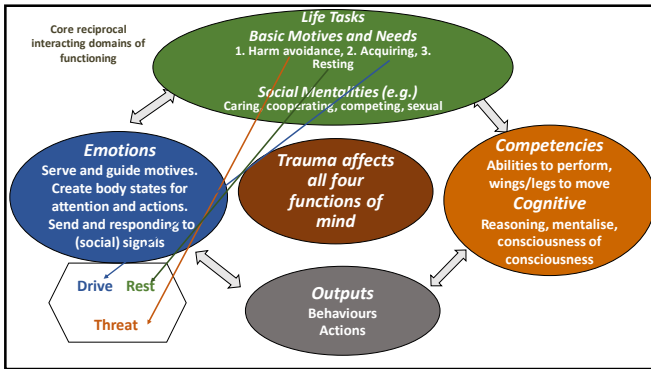 Core reciprocal
interacting domains of
functioning
Life Tasks
Basic Motives and Needs
1. Harm avoidance, 2. Acquiring, 3.
Resting
Social Mentalities (e.g.)
Caring, cooperating, competing, sexual
Emotions
Serve and guide motives.
Create body states for
attention and actions.
Send and responding to
(social) signals
Trauma affects
all four
functions of
mind
Competencies
Abilities to perform,
wings/legs to move
Cognitive
Reasoning, mentalise,
consciousness of
consciousness
Drive Rest
Threat
Outputs
Behaviours
Actions